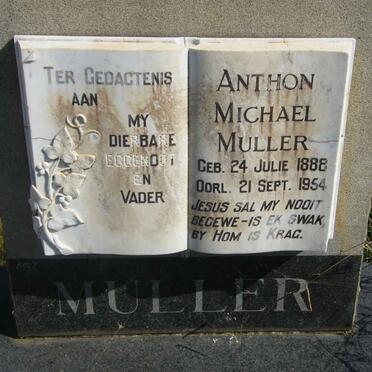 TER GEDAGTENIS
AAN
MY
DIERBARE
EGGENOOT
EN
VADER
ANTHON
MICHAEL
MULLER
GEB. 24 JULIE 1888
OORL. 21 SEPT. 1954
JESUS SAL MY NOOIT
BEGEWE-IS EK SWAK,
BY HOM IS KRAG.
MULLER